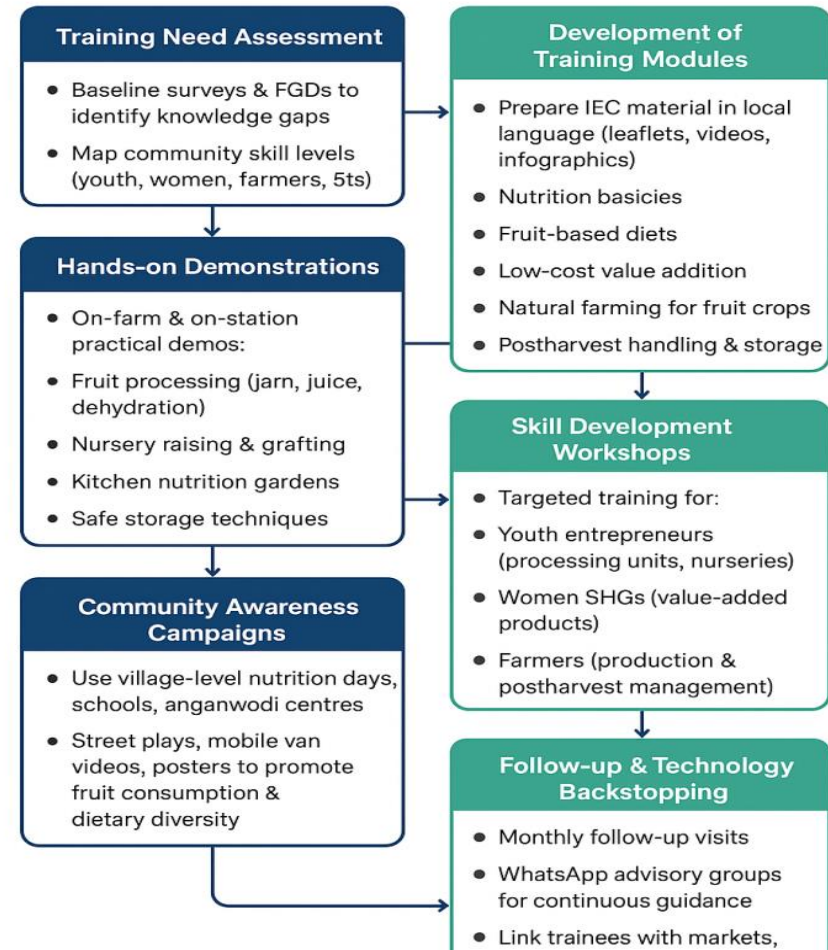 Training Need Assessment
• Baseline surveys & FGDs to
identify knowledge gaps
• Map community skill levels
(youth, women, farmers, 5ts)
Development of
Training Modules
• Prepare IEC material in local
language (leaflets, videos,
infographics)
• Nutrition basicies
• Fruit-based diets
• Low-cost value addition
• Natural farming for fruit crops
• Postharvest handling & storage
Hands-on Demonstrations
• On-farm & on-station
practical demos:
• Fruit processing (jarn, juice,
dehydration)
• Nursery raising & grafting
• Kitchen nutrition gardens
• Safe storage techniques
Skill Development
Workshops
• Targeted training for:
• Youth entrepreneurs
(processing units, nurseries)
• Women SHGs (value-added
products)
• Farmers (production &
postharvest management)
Community Awareness
Campaigns
• Use village-level nutrition days,
schools, anganwodi centres
• Street plays, mobile van
videos, posters to promote
fruit consumption &
dietary diversity
Follow-up & Technology
Backstopping
• Monthly follow-up visits
• WhatsApp advisory groups
for continuous guidance
• Link trainees with markets,